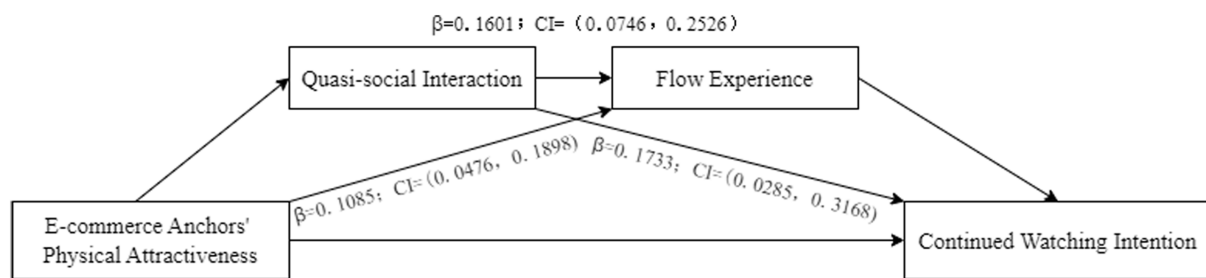 β=0.1601; CI= (0.0746, 0.2526)
Quasi-social Interaction
Flow Experience
β=0.1085; CI=(0.0476, 0.1898)
β=0.1733; CI=(0.0285, 0.3168)
E-commerce Anchors'
Physical Attractiveness
Continued Watching Intention